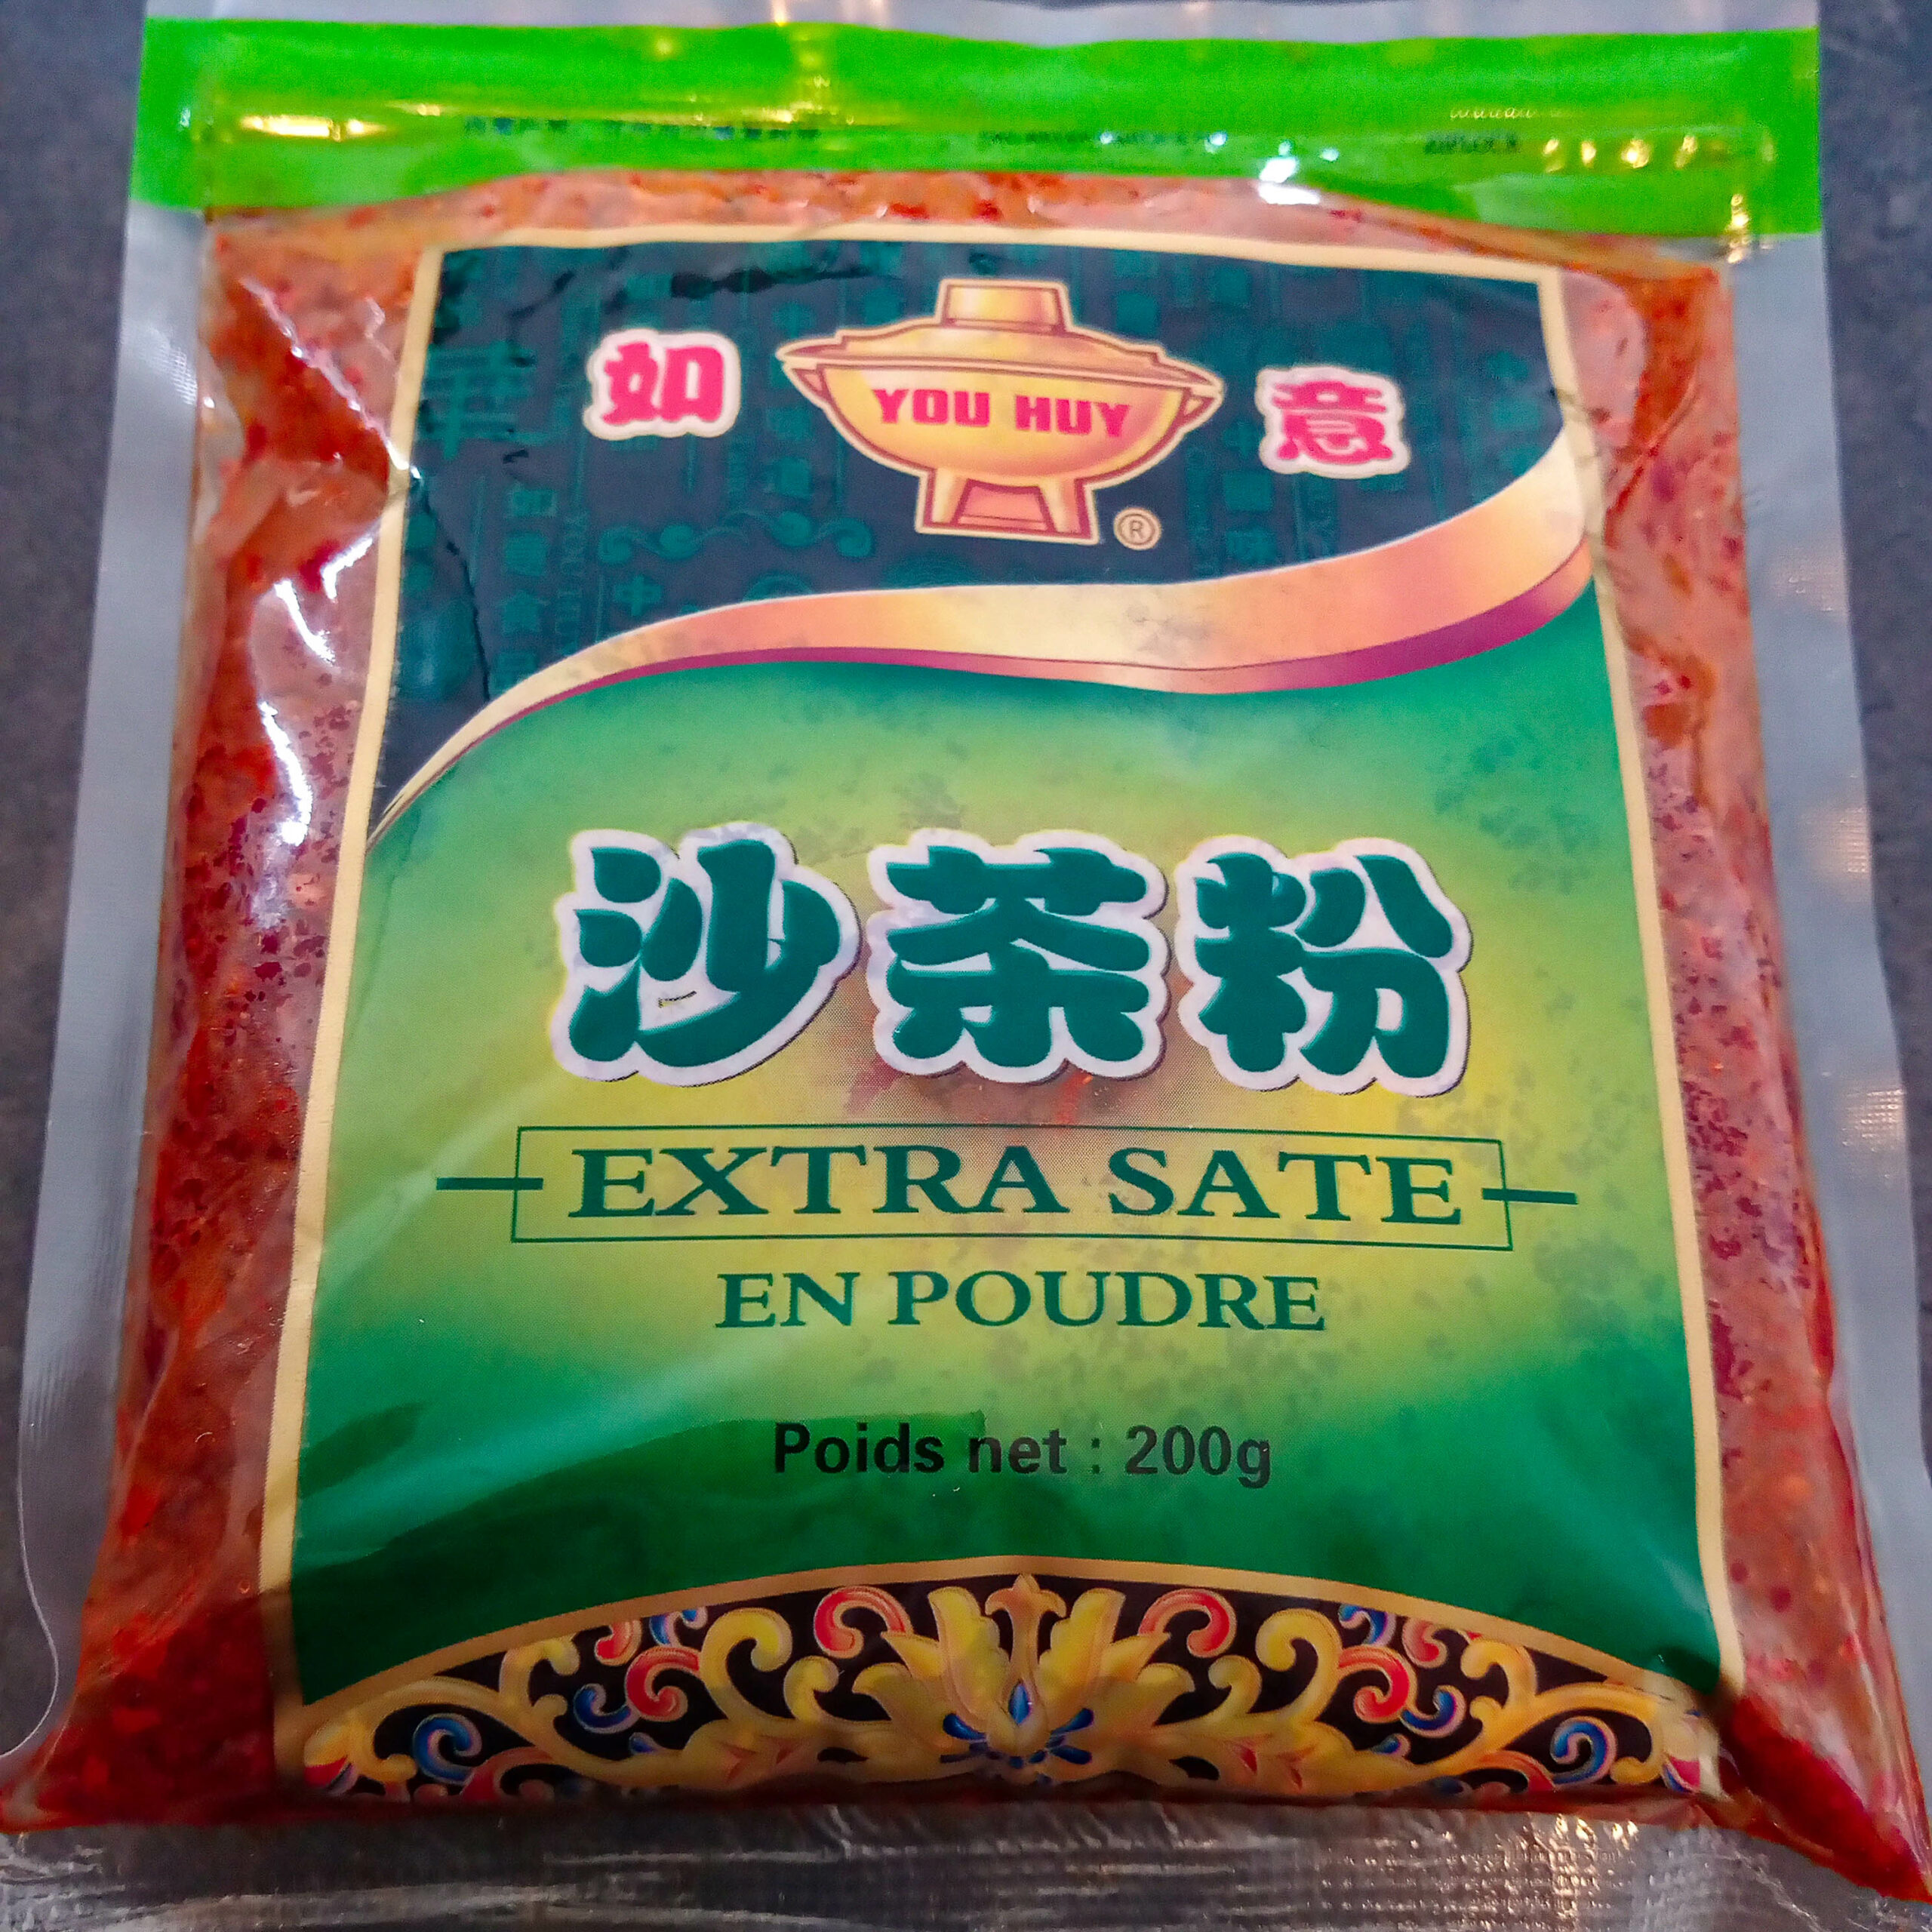 如 YOU HUY 意
®
沙茶粉
EXTRA SATE
EN POUDRE
Poids net : 200g